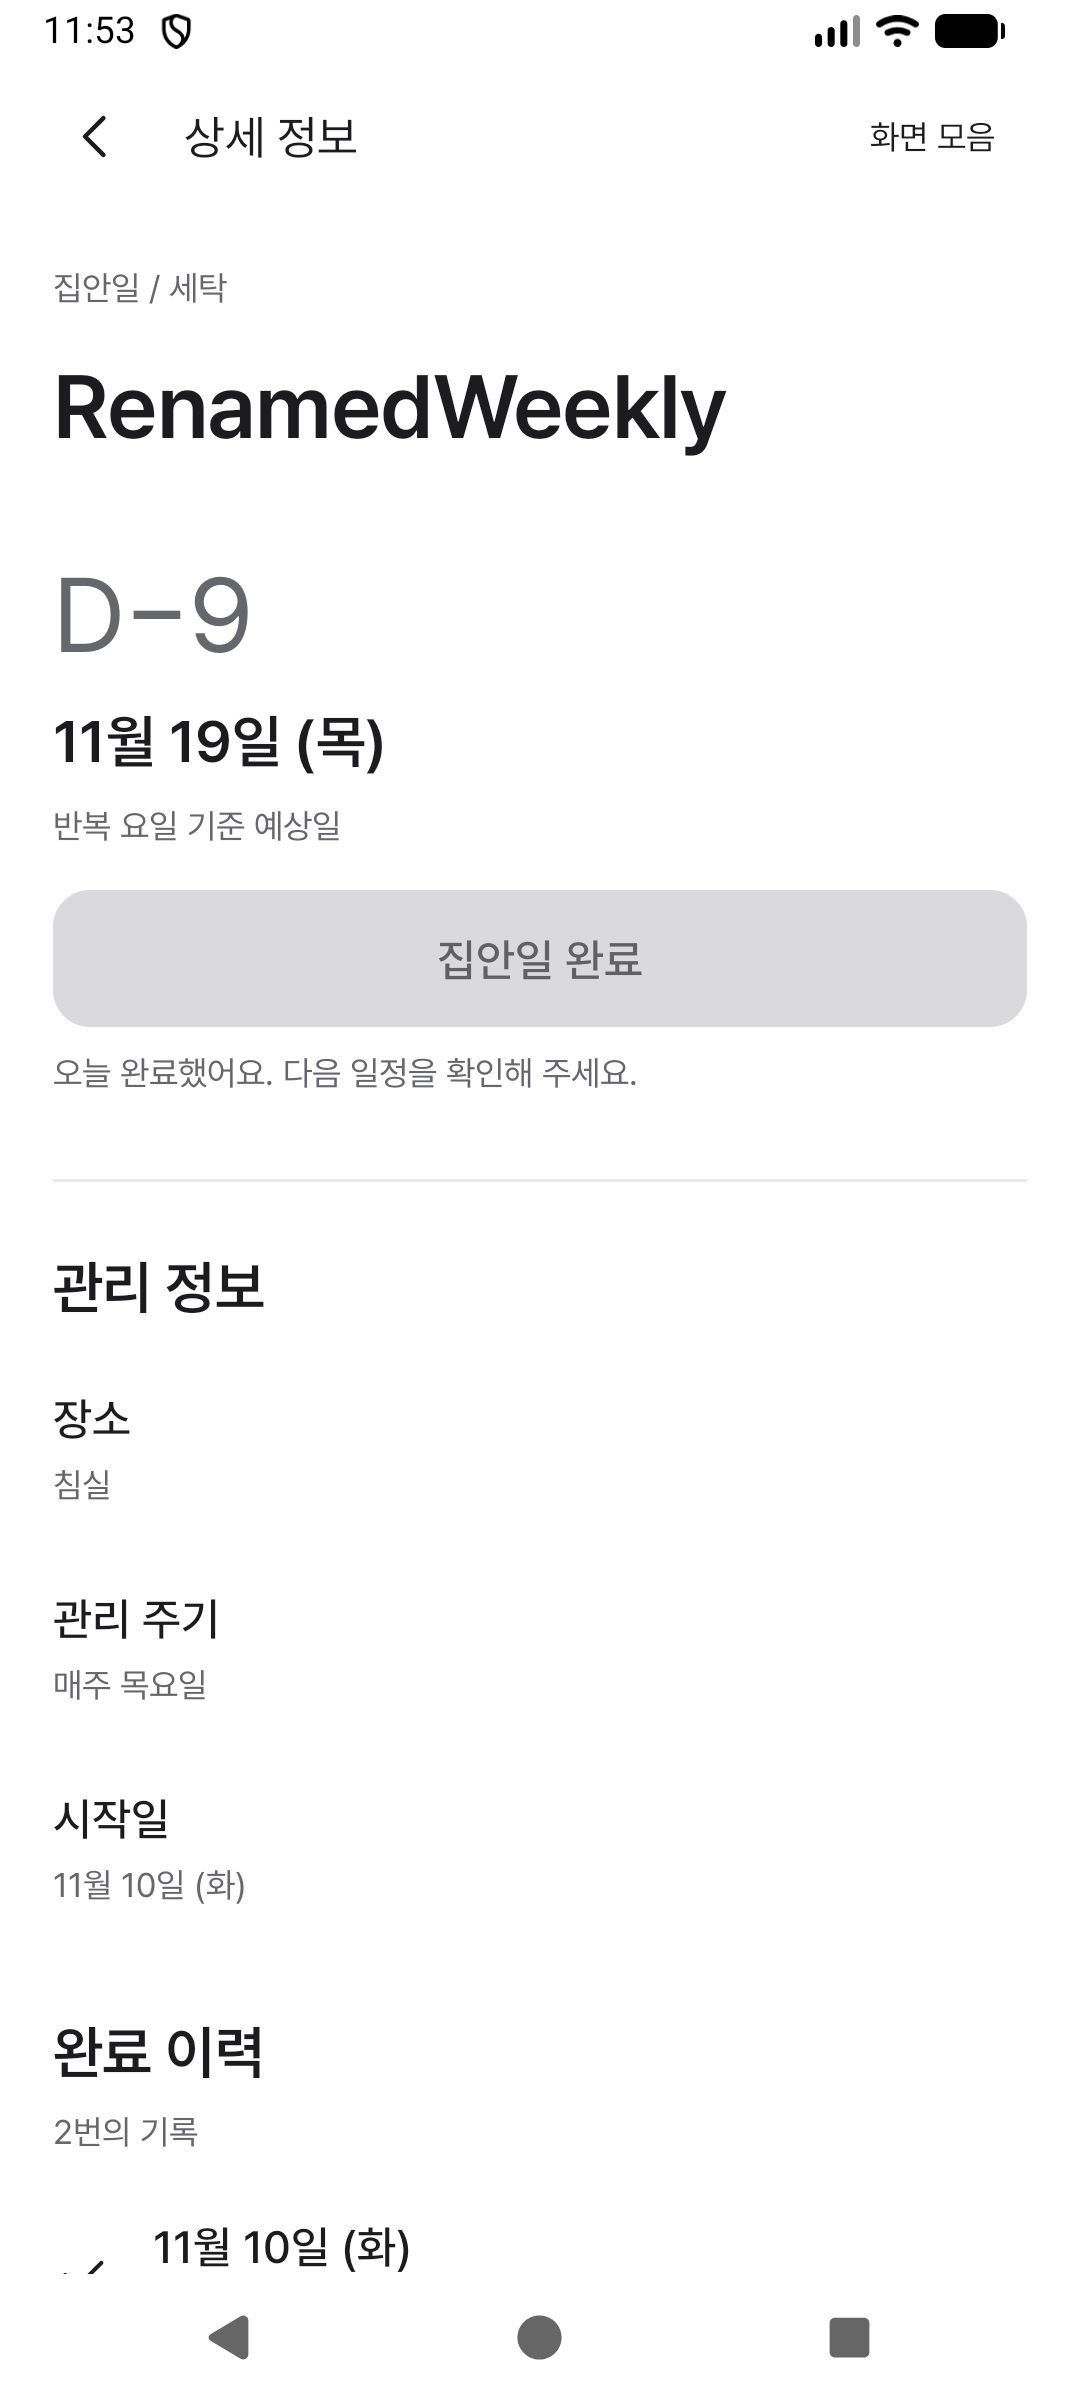 11:53
상세 정보
화면 모음
집안일 / 세탁
RenamedWeekly
D-9
11월 19일 (목)
반복 요일 기준 예상일
집안일 완료
오늘 완료했어요. 다음 일정을 확인해 주세요.
관리 정보
장소
침실
관리 주기
매주 목요일
시작일
11월 10일 (화)
완료 이력
2번의 기록
11월 10일 (화)